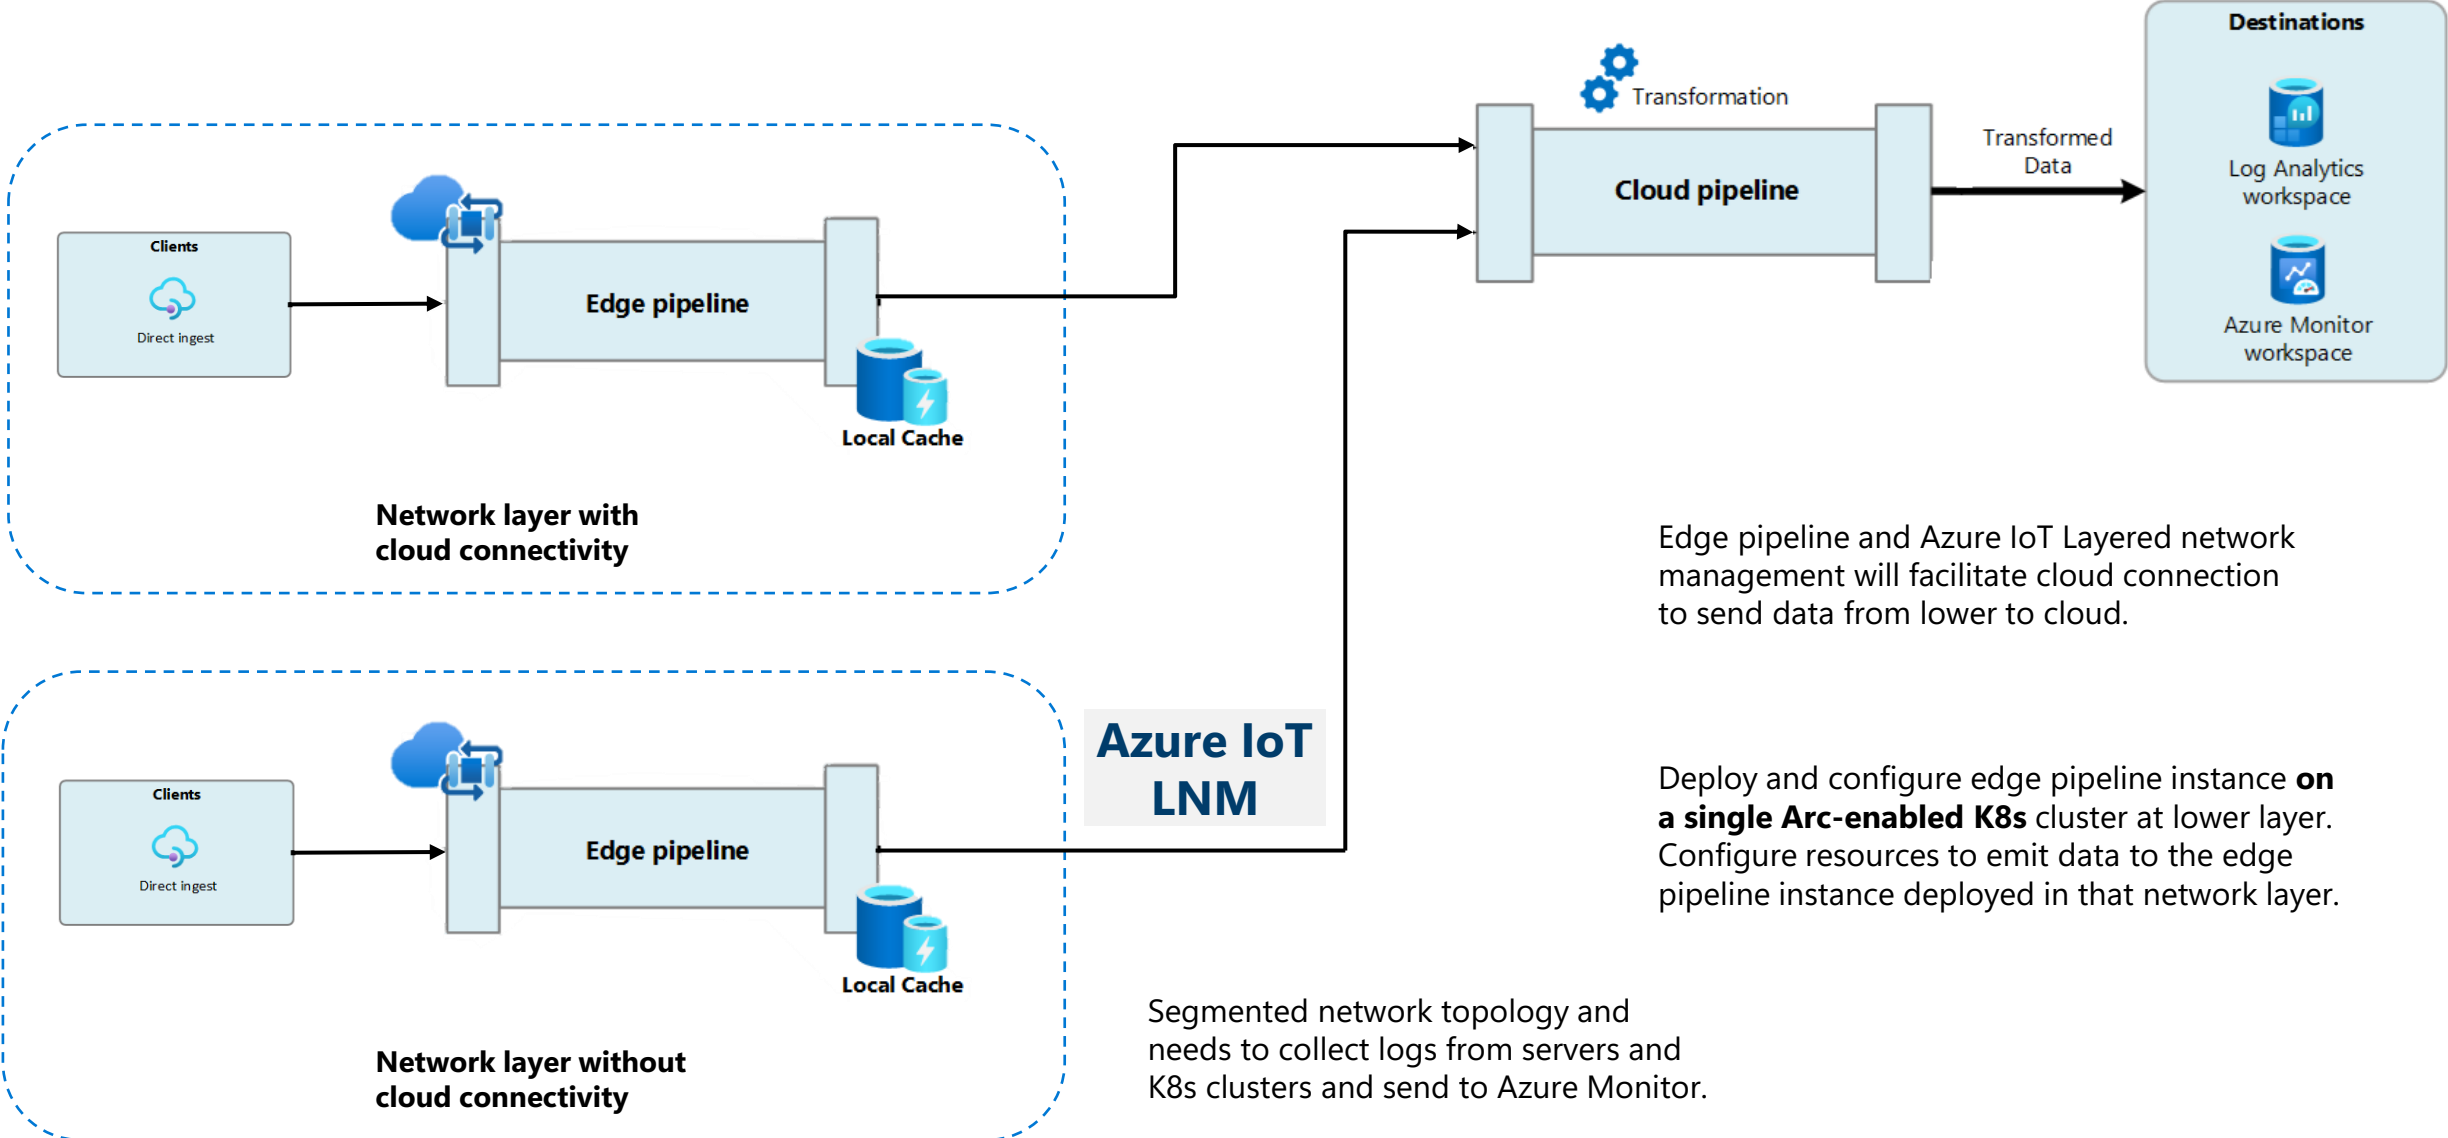 Destinations
Transformation
Transformed
Data
Cloud pipeline
Log Analytics
workspace
Azure Monitor
workspace
Clients
Direct ingest
Edge pipeline
Local Cache
Network layer with
cloud connectivity
Edge pipeline and Azure IoT Layered network
management will facilitate cloud connection
to send data from lower to cloud.
Azure IoT
LNM
Clients
Direct ingest
Edge pipeline
Local Cache
Network layer without
cloud connectivity
Deploy and configure edge pipeline instance on
a single Arc-enabled K8s cluster at lower layer.
Configure resources to emit data to the edge
pipeline instance deployed in that network layer.
Segmented network topology and
needs to collect logs from servers and
K8s clusters and send to Azure Monitor.